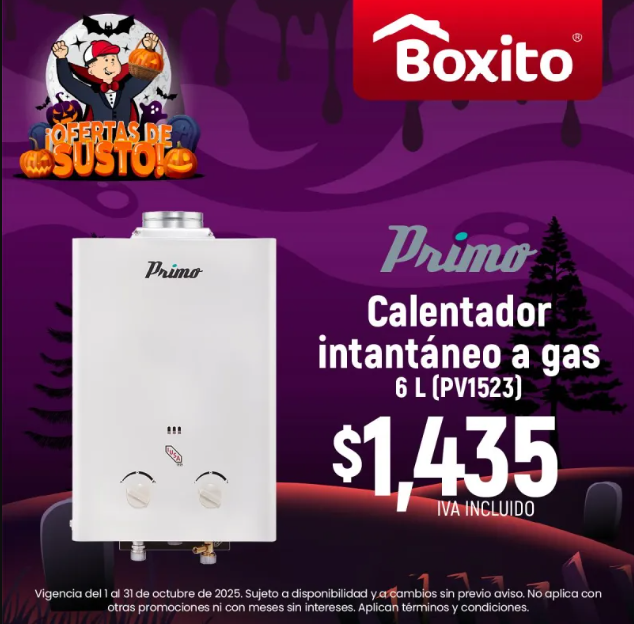 ¡OFERTAS DE
SUSTO!
Boxito®
Primo
Primo
Calentador
intantáneo a gas
6 L (PV1523)
$1,435
IVA INCLUIDO
Vigencia del 1 al 31 de octubre de 2025. Sujeto a disponibilidad y a cambios sin previo aviso. No aplica con
otras promociones ni con meses sin intereses. Aplican términos y condiciones.